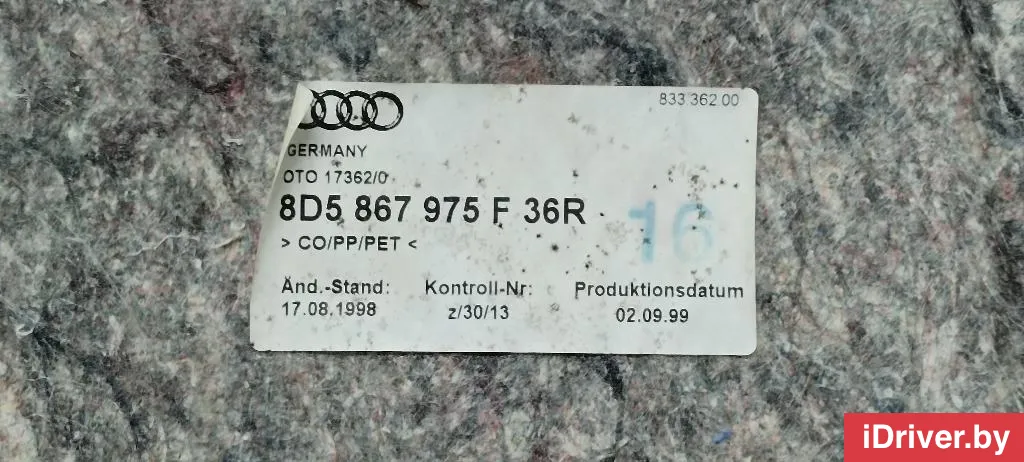 833 362 00
GERMANY
OTO 17362/0
8D5 867 975 F 36R
16
> CO/PP/PET <
Änd.-Stand: Kontroll-Nr: Produktionsdatum
17.08.1998 z/30/13 02.09.99
iDriver.by